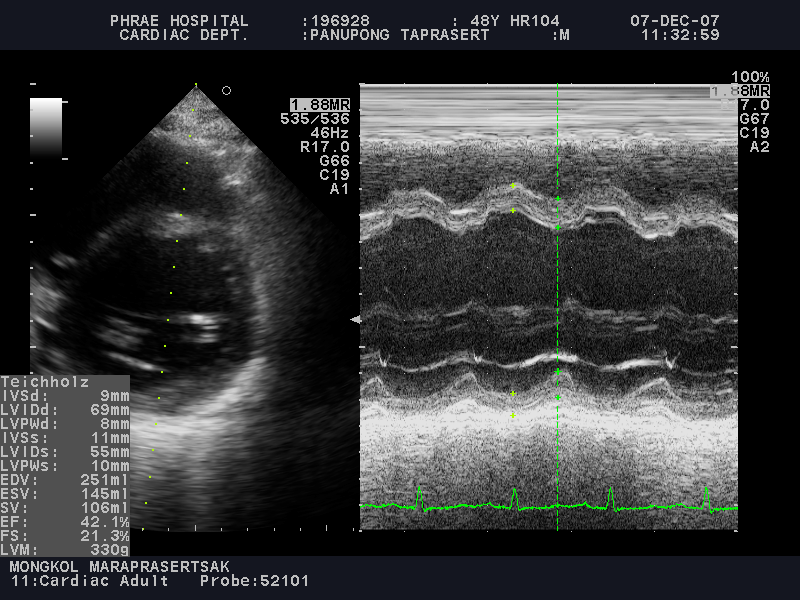 PHRAE HOSPITAL :196928 : 48Y HR104 07-DEC-07
CARDIAC DEPT. :PANUPONG TAPRASERT :M 11:32:59
100%
1.88MR
535/536
46Hz
R17.0
G66
C19
A1
1.88MR
7.0
G67
C19
A2
Teichholz
IVSd: 9mm
LVIDd: 69mm
LVPWd: 8mm
IVSs: 11mm
LVIDs: 55mm
LVPWs: 10mm
EDV: 251ml
ESV: 145ml
SV: 106ml
EF: 42.1%
FS: 21.3%
LVM: 330g
MONGKOL MARAPRASERTSAK
11:Cardiac Adult Probe:52101